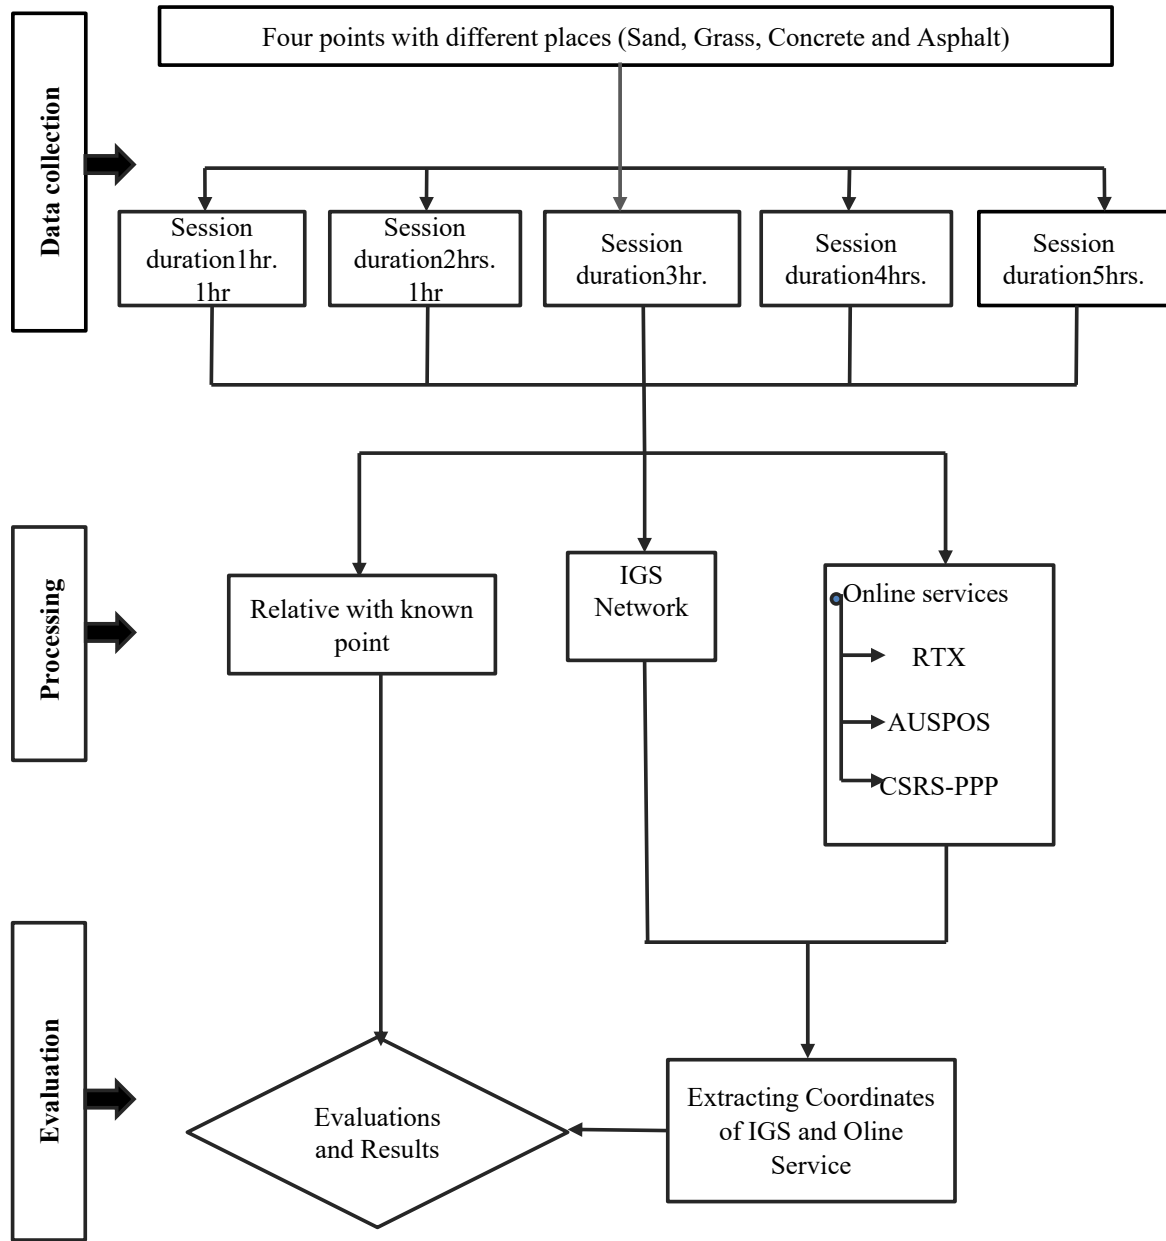 Data collection
Four points with different places (Sand, Grass, Concrete and Asphalt)
Session
duration1hr.
1hr
Session
duration2hrs.
1hr
Session
duration3hr.
Session
duration4hrs.
Session
duration5hrs.
Processing
Relative with known
point
IGS
Network
Online services
RTX
AUSPOS
CSRS-PPP
Evaluation
Evaluations
and Results
Extracting Coordinates
of IGS and Oline
Service